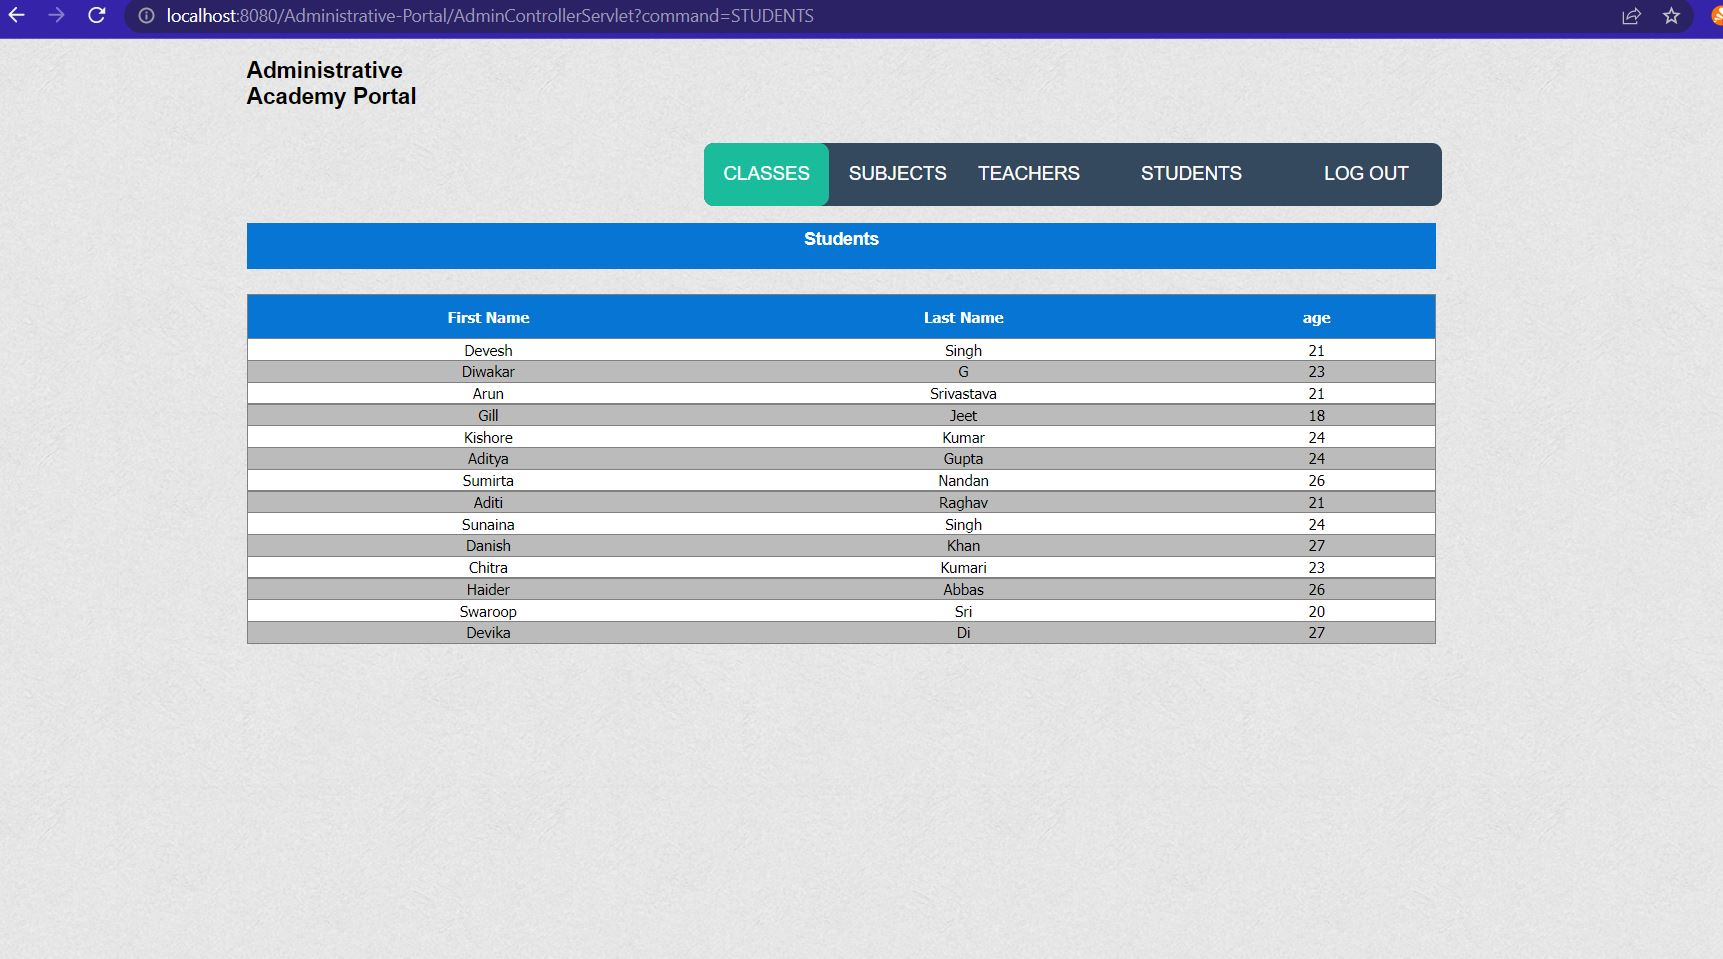 localhost:8080/Administrative-Portal/AdminControllerServlet?command=STUDENTS
Administrative
Academy Portal
CLASSES SUBJECTS TEACHERS STUDENTS LOG OUT
Students
First Name Last Name age
Devesh Singh 21
Diwakar G 23
Arun Srivastava 21
Gill Jeet 18
Kishore Kumar 24
Aditya Gupta 24
Sumirta Nandan 26
Aditi Raghav 21
Sunaina Singh 24
Danish Khan 27
Chitra Kumari 23
Haider Abbas 26
Swaroop Sri 20
Devika Di 27